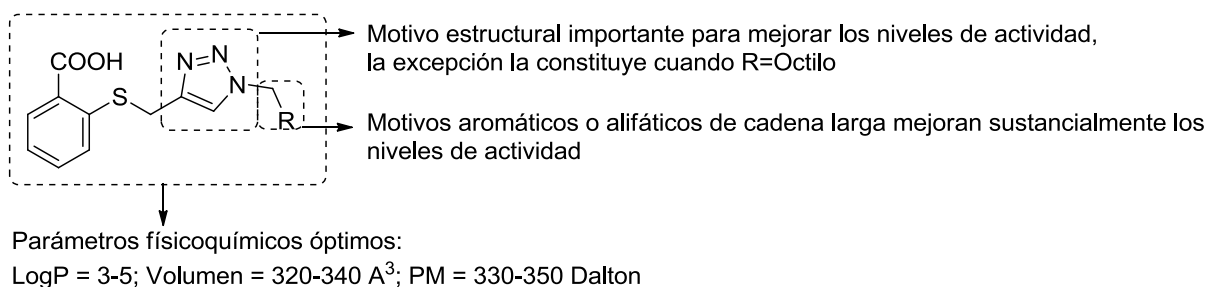 COOH
S
N=N
N
R
Motivo estructural importante para mejorar los niveles de actividad,
la excepción la constituye cuando R=Octilo
Motivos aromáticos o alifáticos de cadena larga mejoran sustancialmente los
niveles de actividad
Parámetros físicoquímicos óptimos:
LogP = 3-5; Volumen = 320-340 A³; PM = 330-350 Dalton